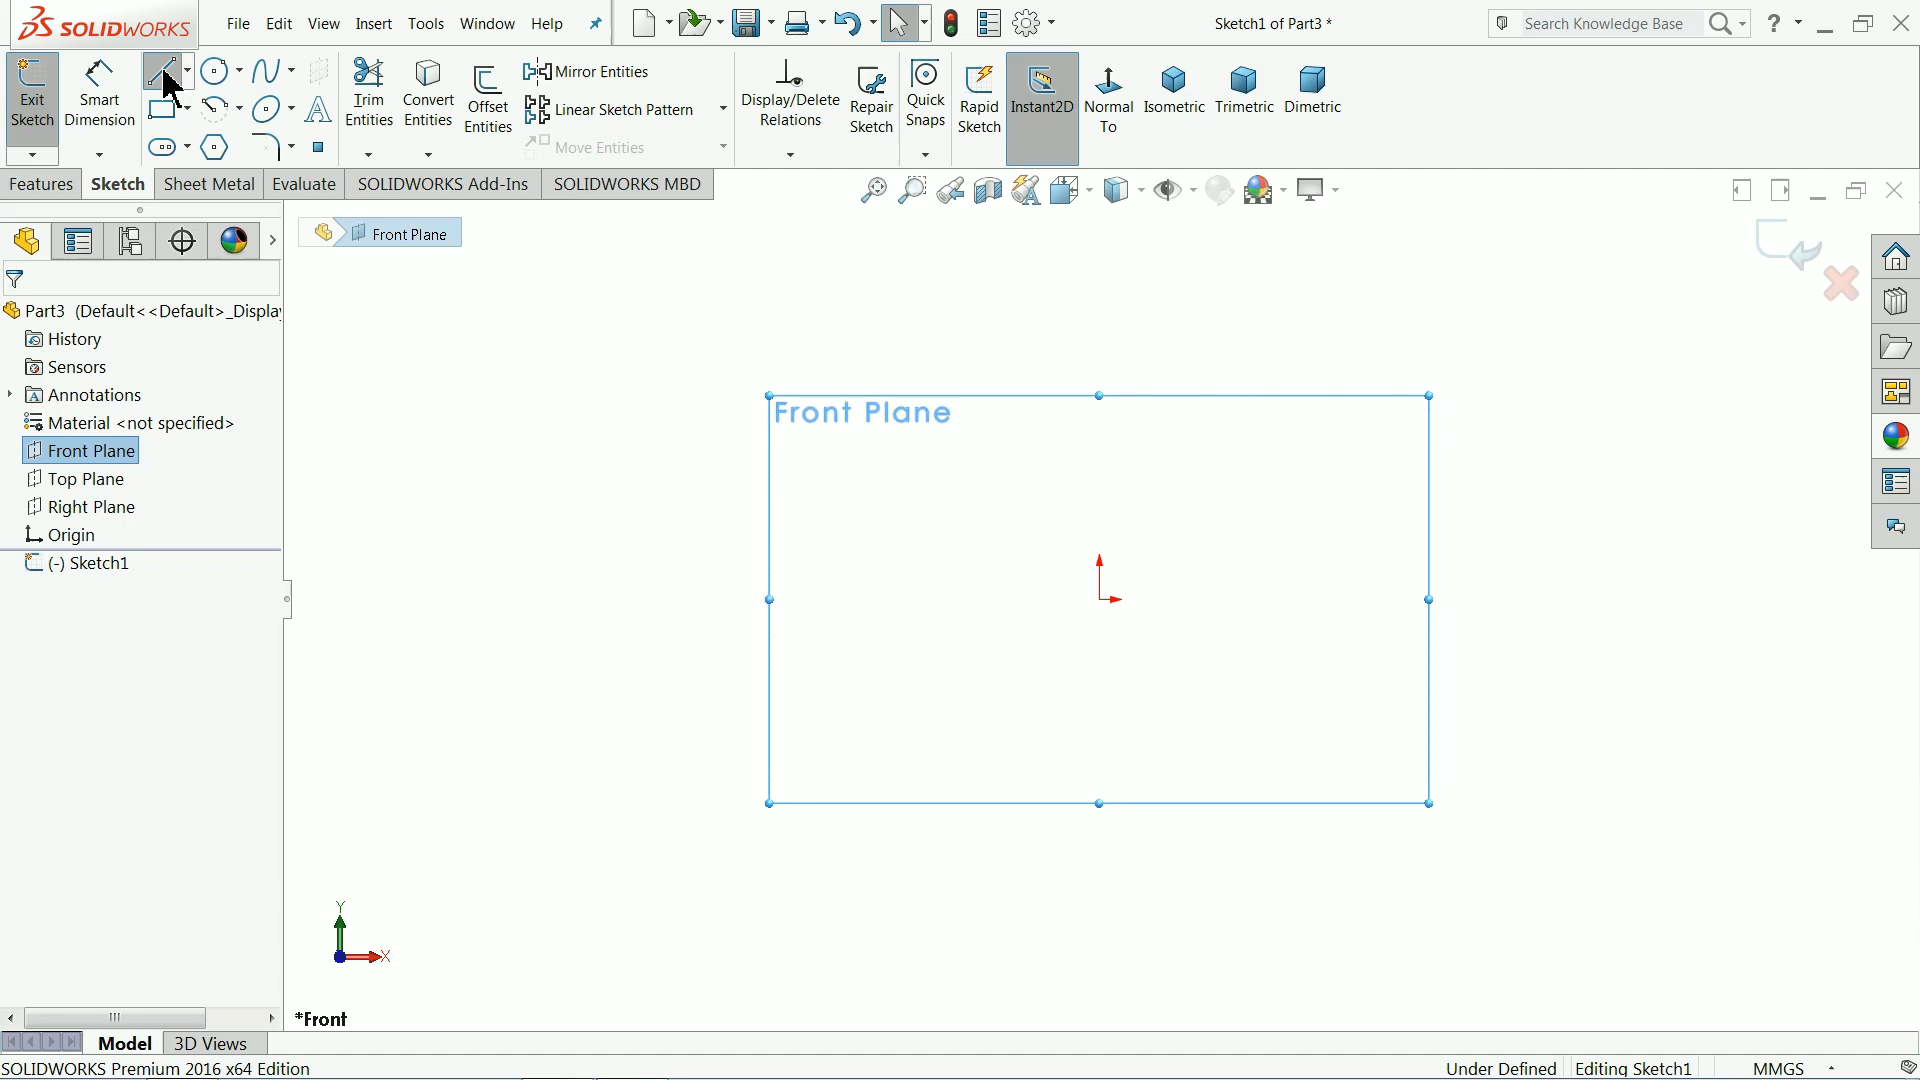 SOLIDWORKS File Edit View Insert Tools Window Help Sketch1 of Part3 * Search Knowledge Base ?
Exit Sketch
Smart Dimension
Trim Entities
Convert Entities
Offset Entities
Mirror Entities
Linear Sketch Pattern
Move Entities
Display/Delete Relations
Repair Sketch
Quick Snaps
Rapid Sketch
Instant2D
Normal To
Isometric
Trimetric
Dimetric
Features Sketch Sheet Metal Evaluate SOLIDWORKS Add-Ins SOLIDWORKS MBD
Front Plane
Part3 (Default<<Default>_Displa
History
Sensors
Annotations
Material <not specified>
Front Plane
Top Plane
Right Plane
Origin
(-) Sketch1
Front Plane
Y
X
*Front
Model 3D Views
SOLIDWORKS Premium 2016 x64 Edition Under Defined Editing Sketch1 MMGS